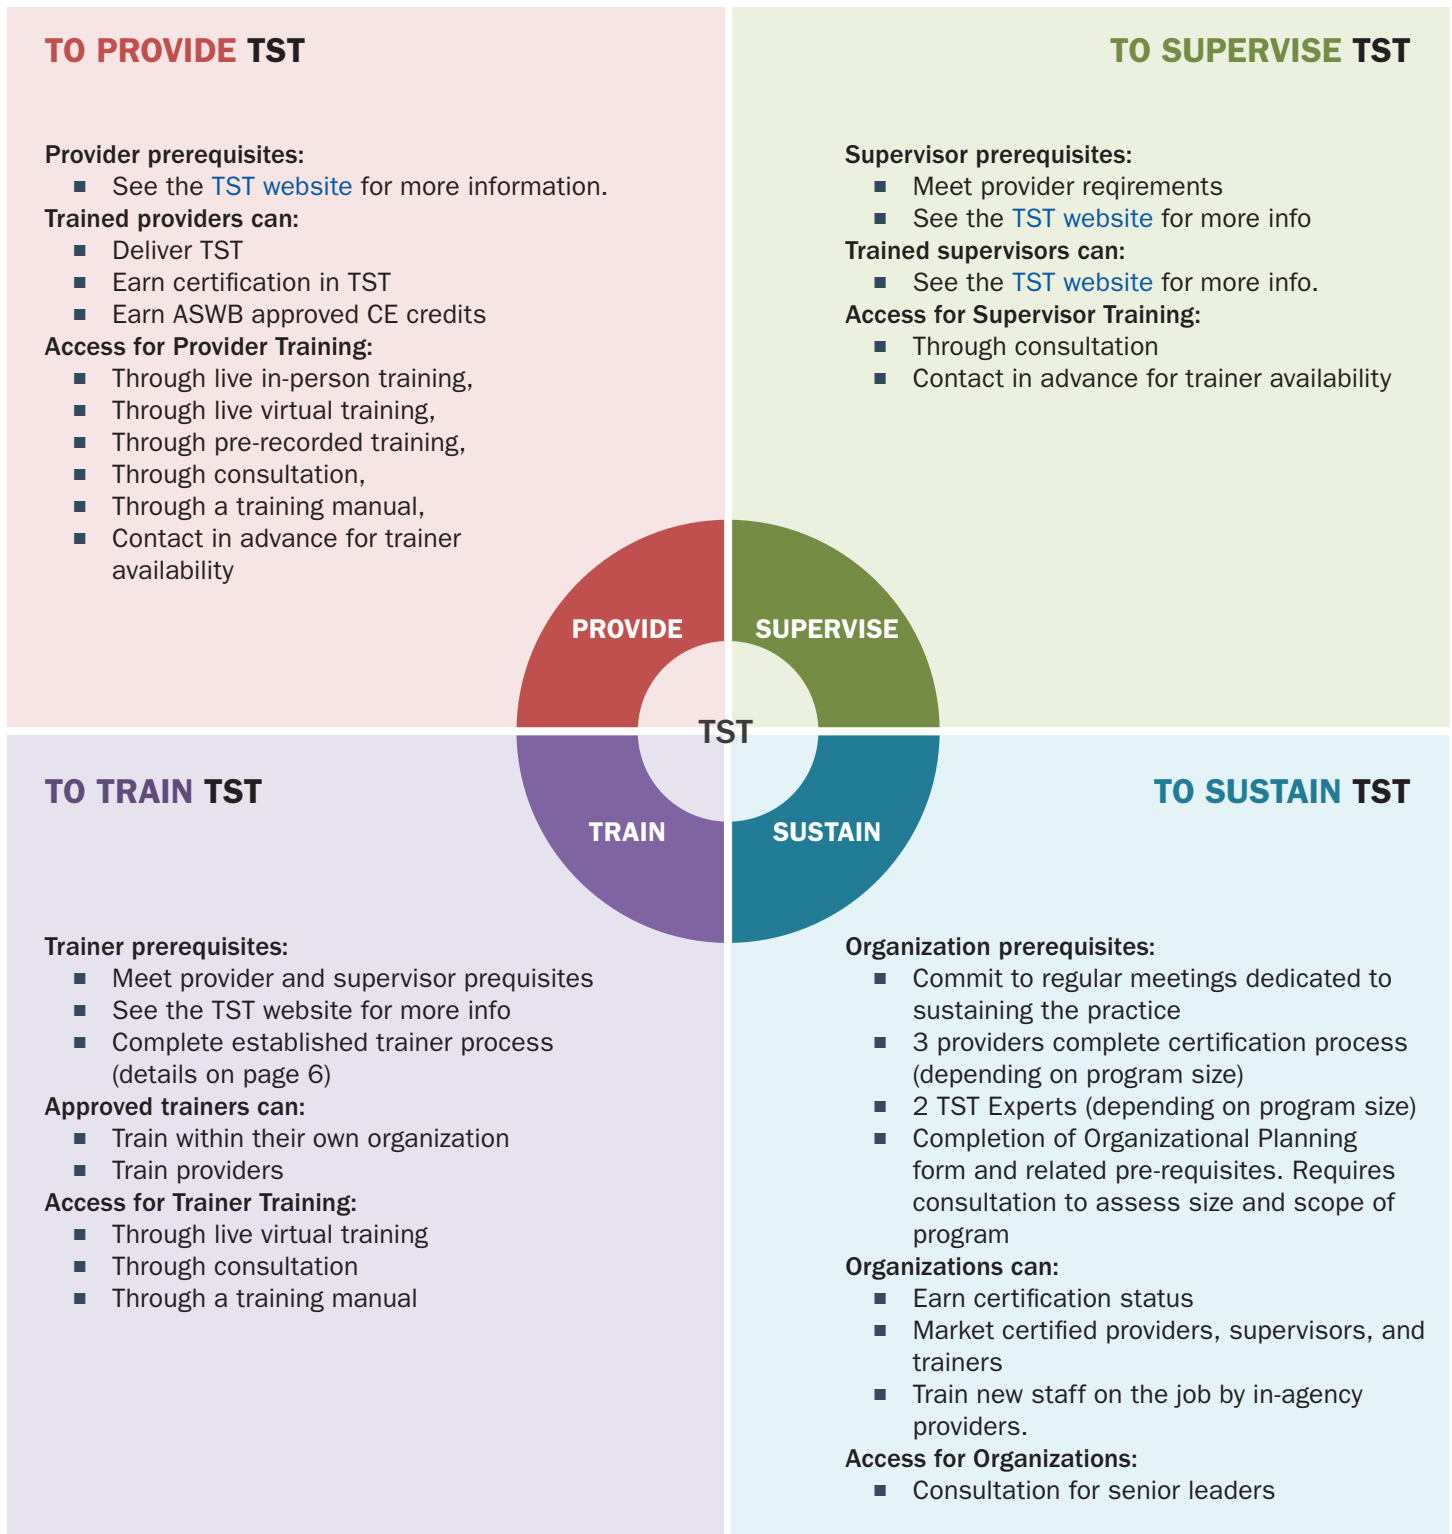 TO PROVIDE TST
Provider prerequisites:
■ See the TST website for more information.
Trained providers can:
■ Deliver TST
■ Earn certification in TST
■ Earn ASWB approved CE credits
Access for Provider Training:
■ Through live in-person training,
■ Through live virtual training,
■ Through pre-recorded training,
■ Through consultation,
■ Through a training manual,
■ Contact in advance for trainer
availability
TO SUPERVISE TST
Supervisor prerequisites:
■ Meet provider reqirements
■ See the TST website for more info
Trained supervisors can:
■ See the TST website for more info.
Access for Supervisor Training:
■ Through consultation
■ Contact in advance for trainer availability
PROVIDE
SUPERVISE
TST
TRAIN
SUSTAIN
TO TRAIN TST
Trainer prerequisites:
■ Meet provider and supervisor prequisites
■ See the TST website for more info
■ Complete established trainer process
(details on page 6)
Approved trainers can:
■ Train within their own organization
■ Train providers
Access for Trainer Training:
■ Through live virtual training
■ Through consultation
■ Through a training manual
TO SUSTAIN TST
Organization prerequisites:
■ Commit to regular meetings dedicated to
sustaining the practice
■ 3 providers complete certification process
(depending on program size)
■ 2 TST Experts (depending on program size)
■ Completion of Organizational Planning
form and related pre-requisites. Requires
consultation to assess size and scope of
program
Organizations can:
■ Earn certification status
■ Market certified providers, supervisors, and
trainers
■ Train new staff on the job by in-agency
providers.
Access for Organizations:
■ Consultation for senior leaders